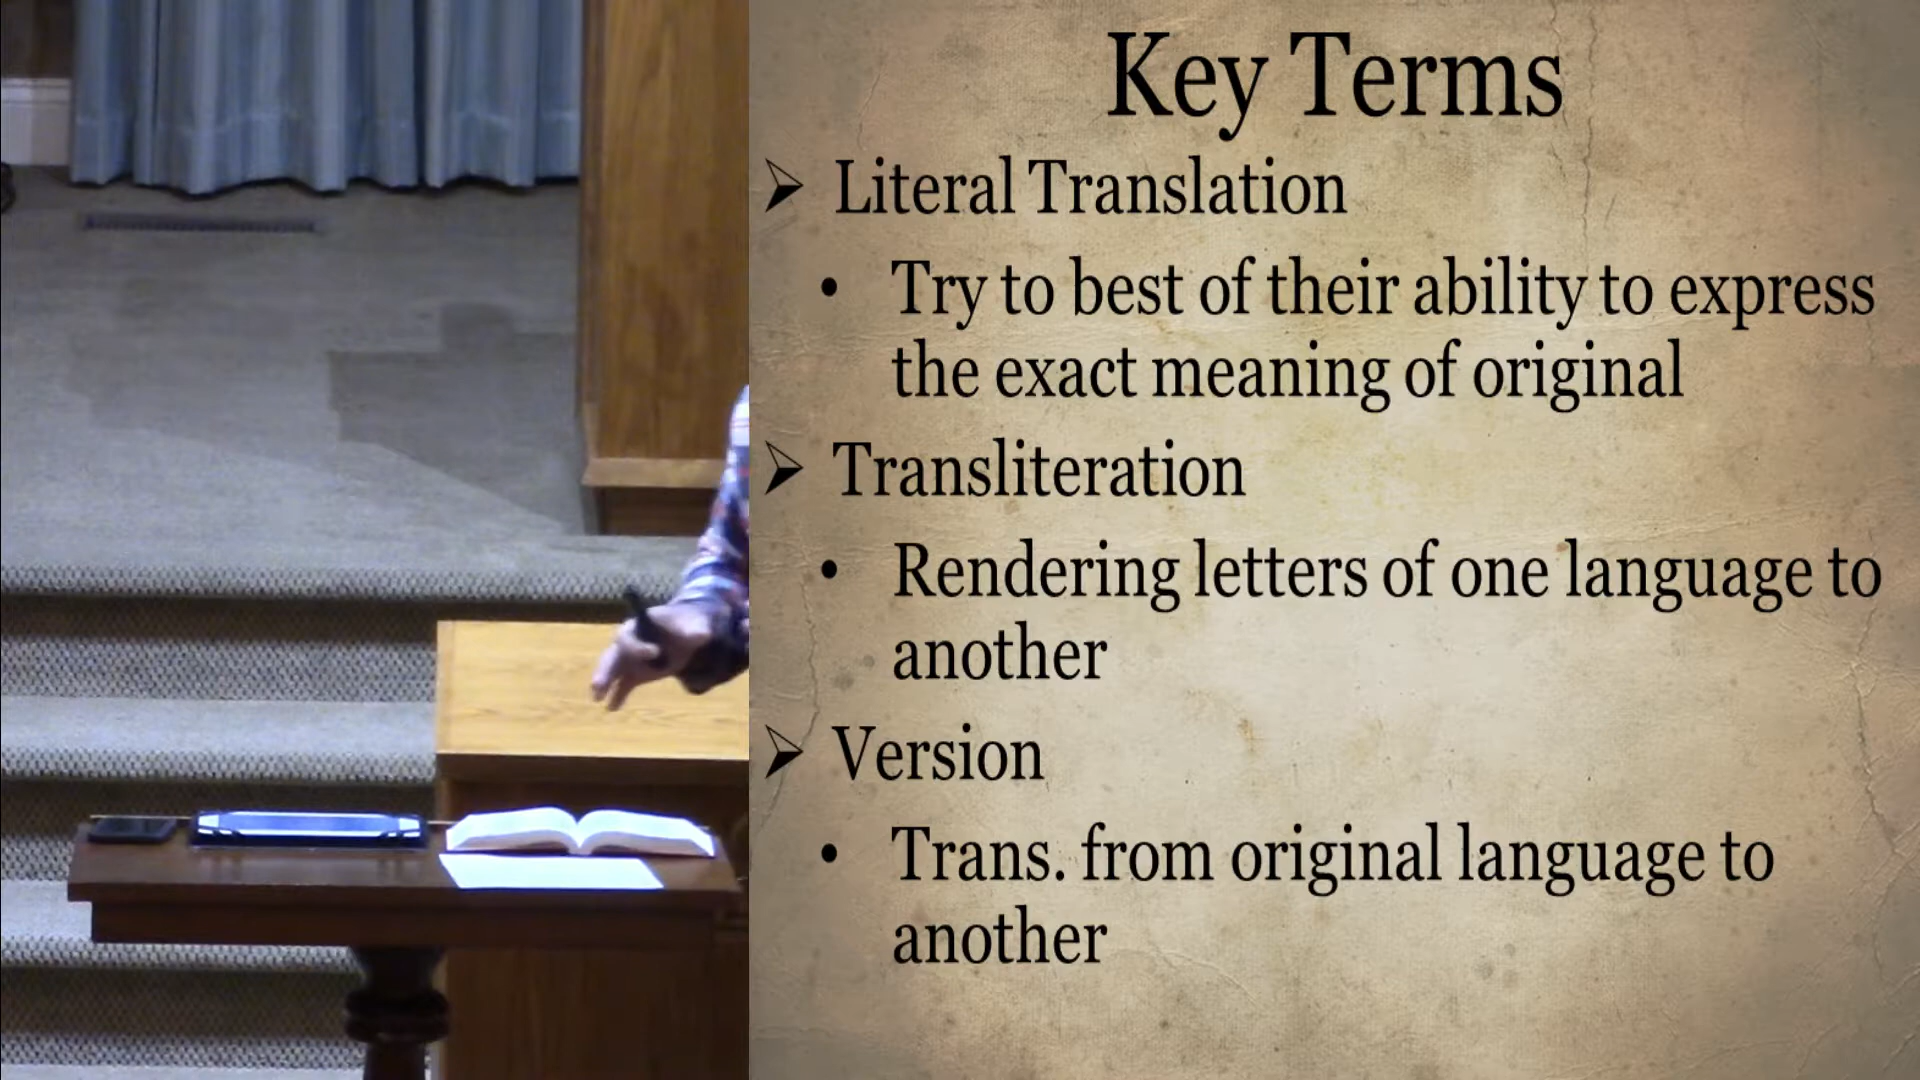 Key Terms
Literal Translation
Try to best of their ability to express
the exact meaning of original
Transliteration
Rendering letters of one language to
another
Version
Trans. from original language to
another